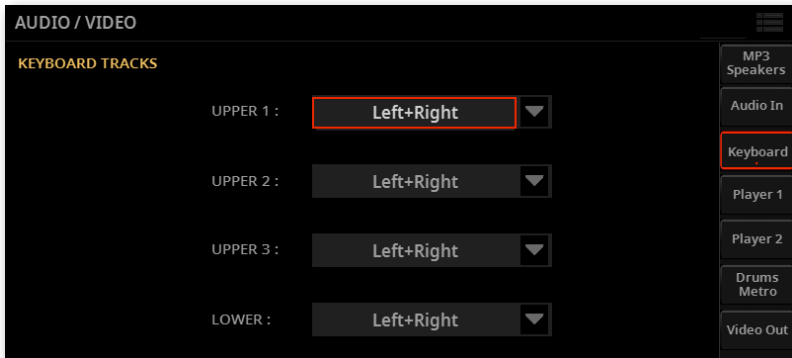 AUDIO / VIDEO
KEYBOARD TRACKS
UPPER 1 :
Left+Right
UPPER 2 :
Left+Right
UPPER 3 :
Left+Right
LOWER :
Left+Right
MP3
Speakers
Audio In
Keyboard
Player 1
Player 2
Drums
Metro
Video Out